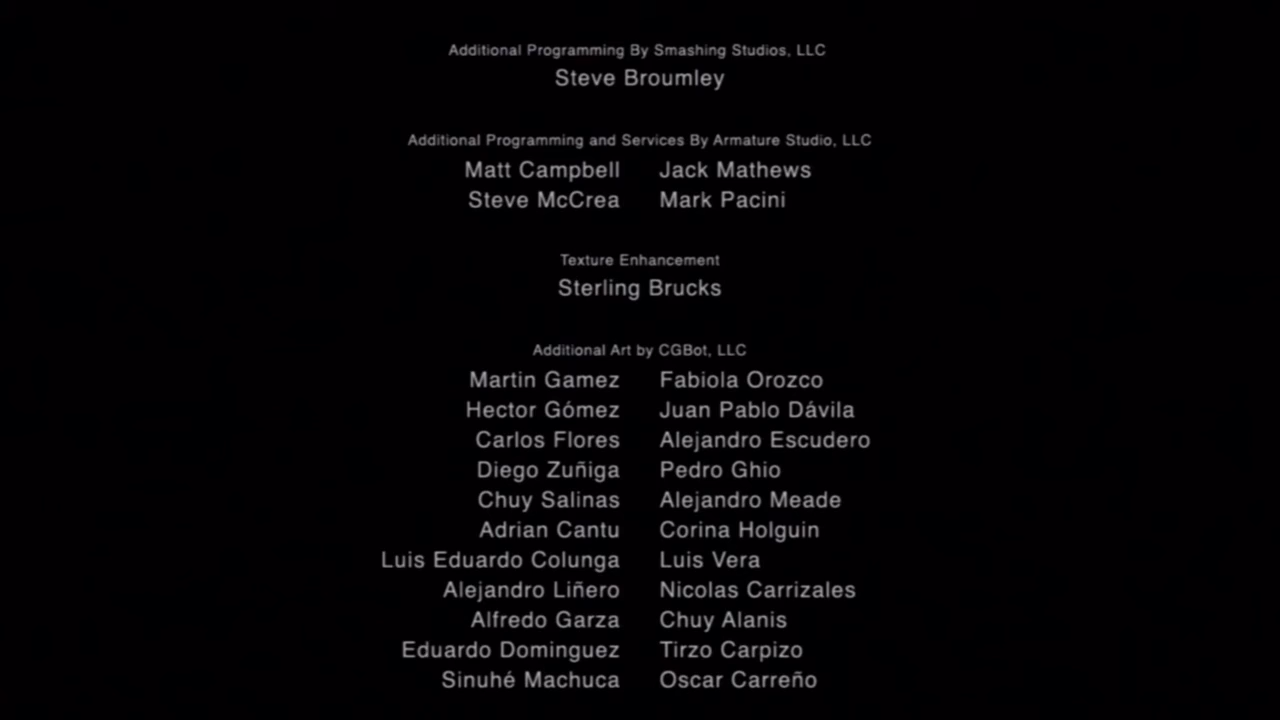 Additional Programming By Smashing Studios, LLC
Steve Broumley
Additional Programming and Services By Armature Studio, LLC
Matt Campbell Jack Mathews
Steve McCrea Mark Pacini
Texture Enhancement
Sterling Brucks
Additional Art by CGBot, LLC
Martin Gamez Fabiola Orozco
Hector Gómez Juan Pablo Dávila
Carlos Flores Alejandro Escudero
Diego Zuñiga Pedro Ghio
Chuy Salinas Alejandro Meade
Adrian Cantu Corina Holguin
Luis Eduardo Colunga Luis Vera
Alejandro Liñero Nicolas Carrizales
Alfredo Garza Chuy Alanis
Eduardo Dominguez Tirzo Carpizo
Sinuhé Machuca Oscar Carreño